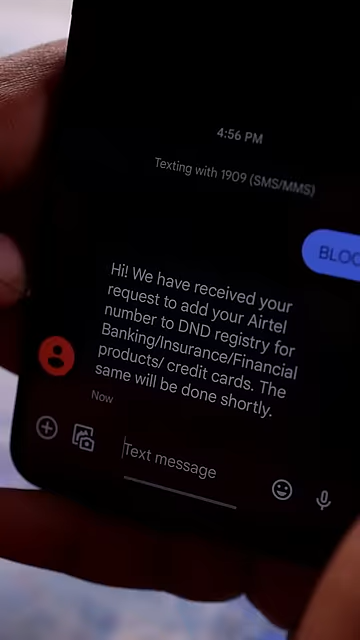 4:56 PM
Texting with 1909 (SMS/MMS)
BLOC
Hi! We have received your
request to add your Airtel
number to DND registry for
Banking/Insurance/Financial
products/ credit cards. The
same will be done shortly.
Now
Text message